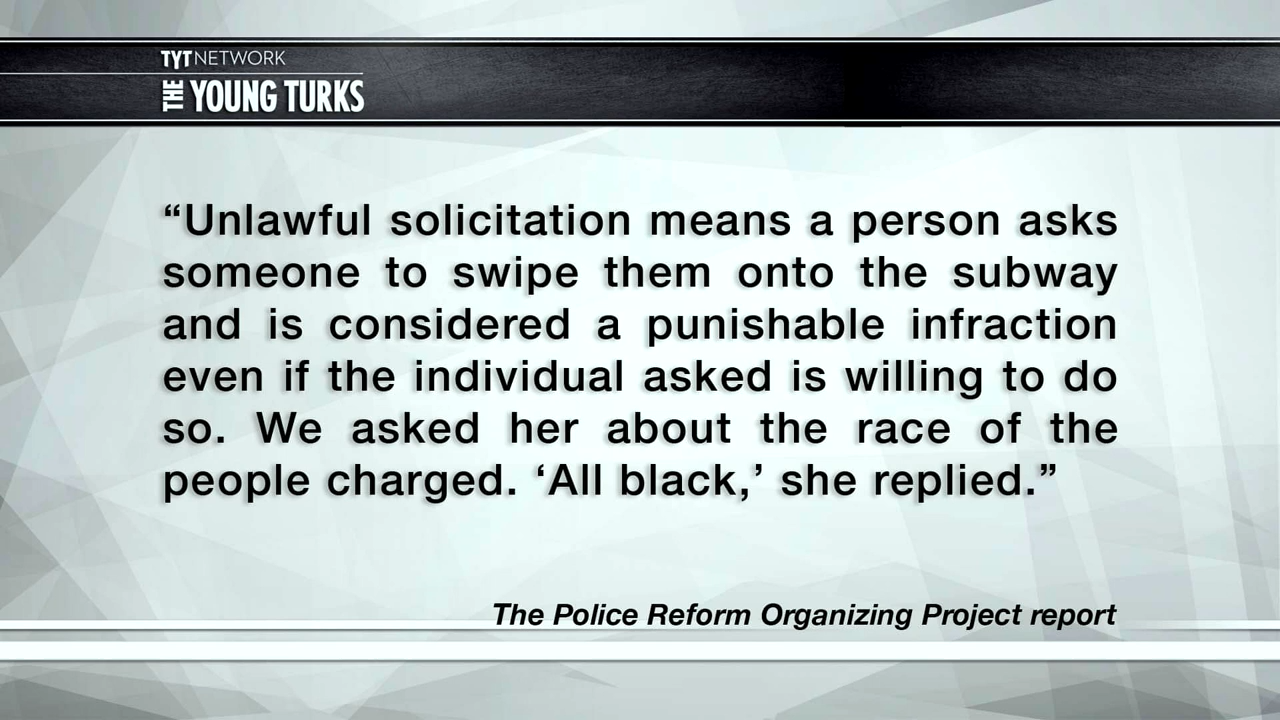 TYT NETWORK
THE YOUNG TURKS
“Unlawful solicitation means a person asks
someone to swipe them onto the subway
and is considered a punishable infraction
even if the individual asked is willing to do
so. We asked her about the race of the
people charged. ‘All black,’ she replied.”
The Police Reform Organizing Project report